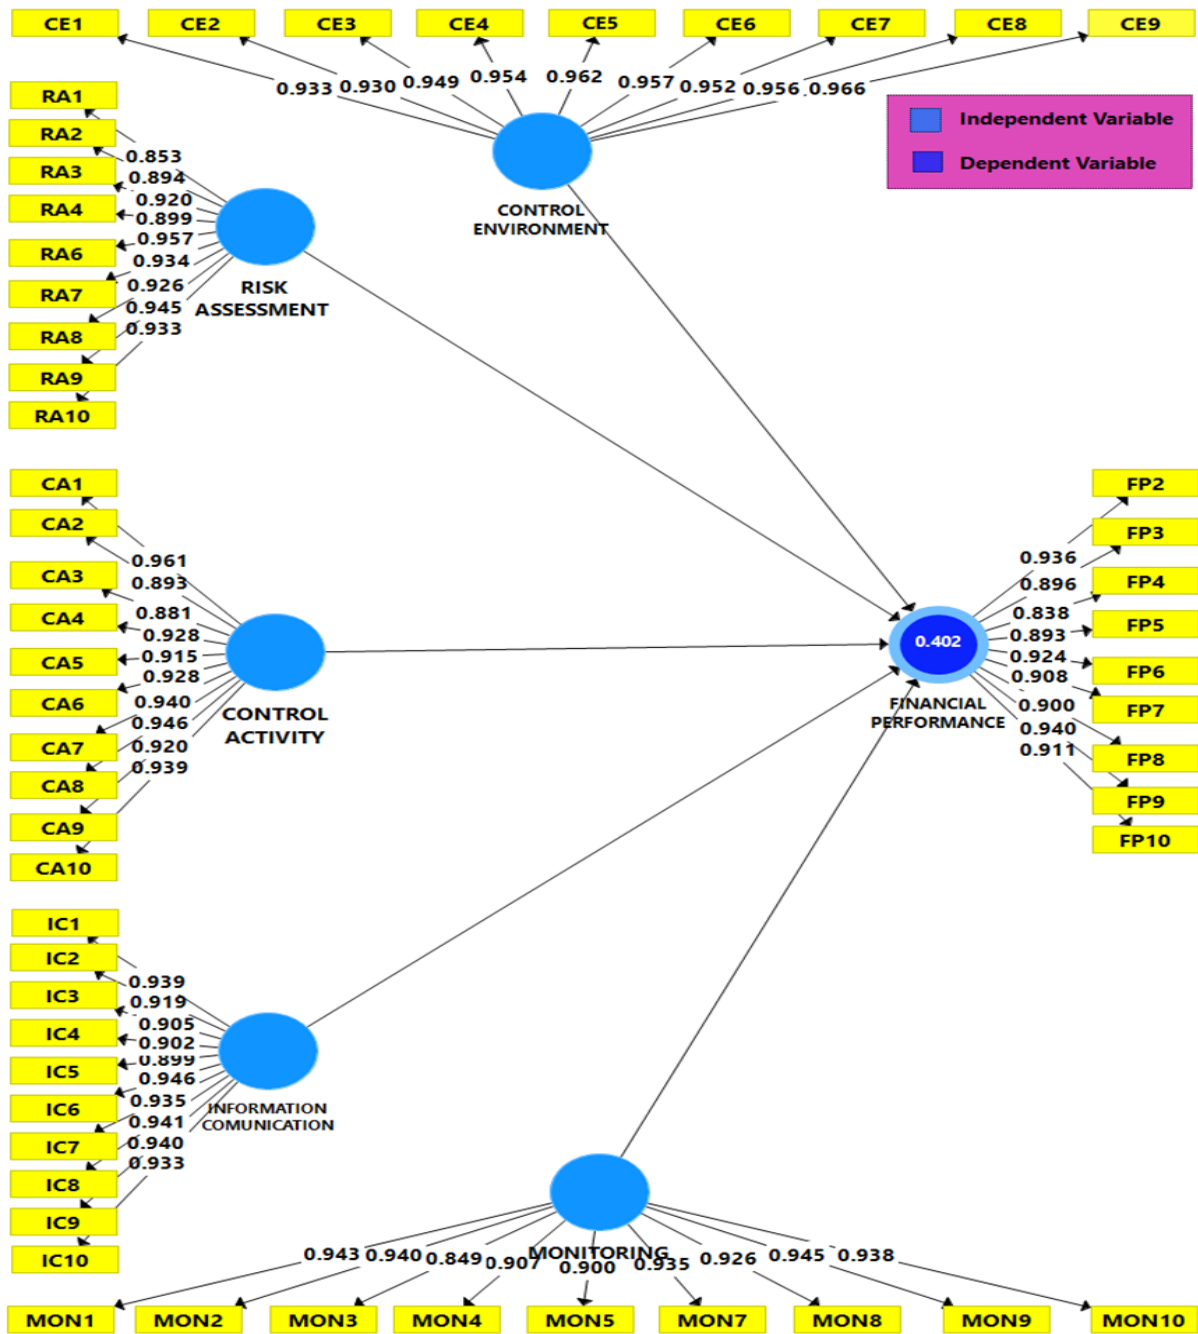 CE1 CE2 CE3 CE4 CE5 CE6 CE7 CE8 CE9
0.933 0.930 0.949 0.954 0.962 0.957 0.952 0.956 0.966
Independent Variable
Dependent Variable
CONTROL
ENVIRONMENT
RA1
RA2
RA3
RA4
RA6
RA7
RA8
RA9
RA10
0.853
0.894
0.920
0.899
0.957
0.934
0.926
0.945
0.933
RISK
ASSESSMENT
CA1
CA2
CA3
CA4
CA5
CA6
CA7
CA8
CA9
CA10
0.961
0.893
0.881
0.928
0.915
0.928
0.940
0.946
0.920
0.939
CONTROL
ACTIVITY
0.402
FINANCIAL
PERFORMANCE
0.936
0.896
0.838
0.893
0.924
0.908
0.900
0.940
0.911
FP2
FP3
FP4
FP5
FP6
FP7
FP8
FP9
FP10
IC1
IC2
IC3
IC4
IC5
IC6
IC7
IC8
IC9
IC10
0.939
0.919
0.905
0.902
0.899
0.946
0.935
0.941
0.940
0.933
INFORMATION
COMUNICATION
MONITORING
0.943 0.940 0.849 0.907 0.900 0.935 0.926 0.945 0.938
MON1 MON2 MON3 MON4 MON5 MON7 MON8 MON9 MON10